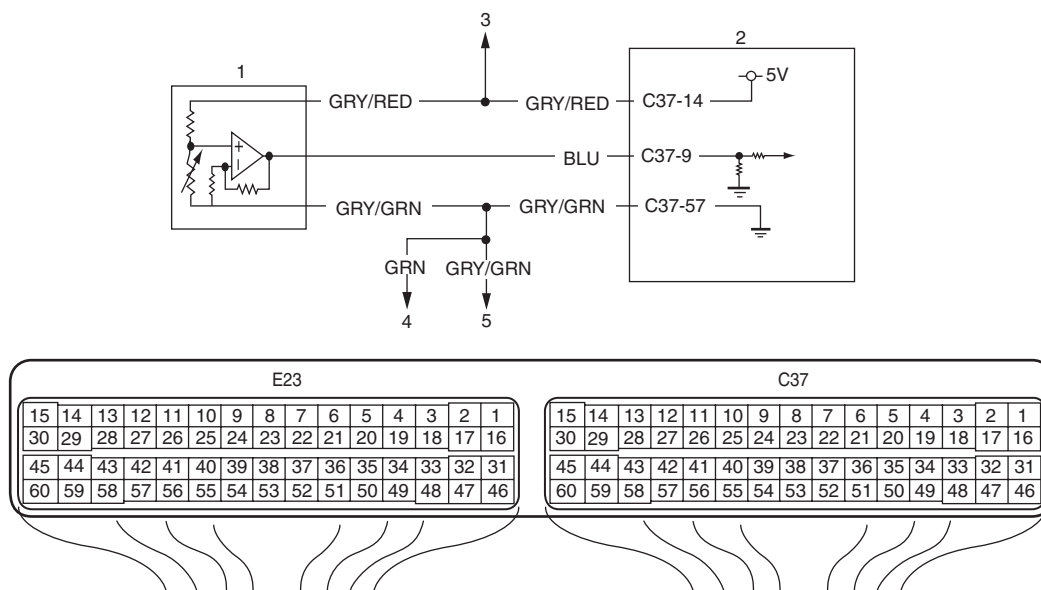 3
1
2
5V
GRY/RED GRY/RED C37-14
BLU C37-9
GRY/GRN GRY/GRN C37-57
GRN GRY/GRN
4 5
E23
15 14 13 12 11 10 9 8 7 6 5 4 3 2 1
30 29 28 27 26 25 24 23 22 21 20 19 18 17 16
45 44 43 42 41 40 39 38 37 36 35 34 33 32 31
60 59 58 57 56 55 54 53 52 51 50 49 48 47 46
C37
15 14 13 12 11 10 9 8 7 6 5 4 3 2 1
30 29 28 27 26 25 24 23 22 21 20 19 18 17 16
45 44 43 42 41 40 39 38 37 36 35 34 33 32 31
60 59 58 57 56 55 54 53 52 51 50 49 48 47 46